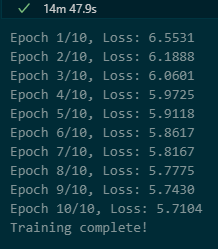 14m 47.9s
Epoch 1/10, Loss: 6.5531
Epoch 2/10, Loss: 6.1888
Epoch 3/10, Loss: 6.0601
Epoch 4/10, Loss: 5.9725
Epoch 5/10, Loss: 5.9118
Epoch 6/10, Loss: 5.8617
Epoch 7/10, Loss: 5.8167
Epoch 8/10, Loss: 5.7775
Epoch 9/10, Loss: 5.7430
Epoch 10/10, Loss: 5.7104
Training complete!